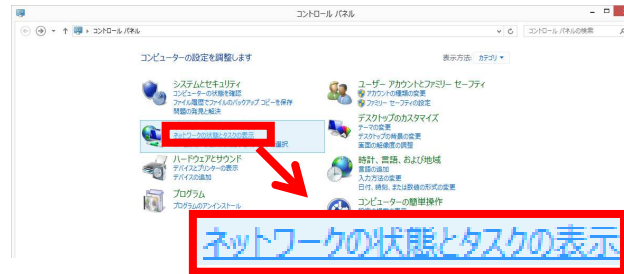 コントロール パネル
コントロール パネル
コントロール パネルの検索
コンピューターの設定を調整します
表示方法: カテゴリ
システムとセキュリティ
コンピューターの状態を確認
ファイル履歴でファイルのバックアップ コピーを保存
問題の発見と解決
ネットワークの状態とタスクの表示
選択
ハードウェアとサウンド
デバイスとプリンターの表示
デバイスの追加
プログラム
プログラムのアンインストール
ユーザー アカウントとファミリー セーフティ
アカウントの種類の変更
ファミリー セーフティの設定
デスクトップのカスタマイズ
テーマの変更
デスクトップの背景の変更
画面の解像度の調整
時計、言語、および地域
言語の追加
入力方法の変更
日付、時刻、または数値の形式の変更
コンピューターの簡単操作
ネットワークの状態とタスクの表示